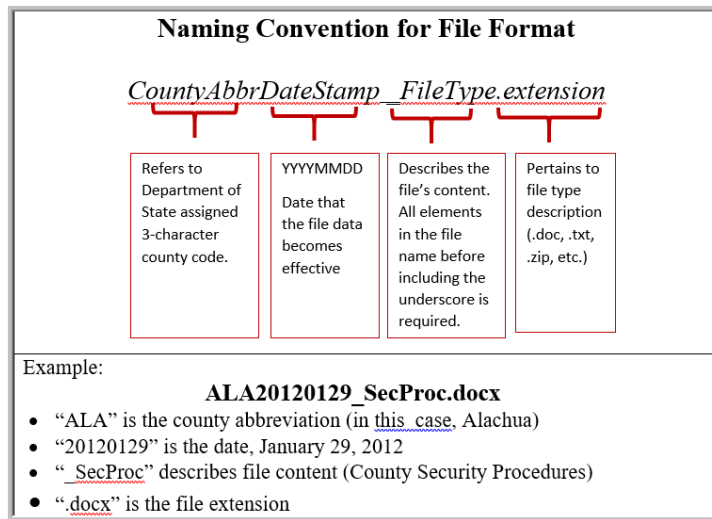 Naming Convention for File Format
CountyAbbrDateStamp_FileType.extension
Refers to
Department of
State assigned
3-character
county code.
YYYYMMDD
Date that
the file data
becomes
effective
Describes the
file's content.
All elements
in the file
name before
including the
underscore is
required.
Pertains to
file type
description
(.doc, .txt,
.zip, etc.)
Example:
ALA20120129_SecProc.docx
• “ALA” is the county abbreviation (in this case, Alachua)
• “20120129” is the date, January 29, 2012
• “_SecProc” describes file content (County Security Procedures)
• “.docx” is the file extension